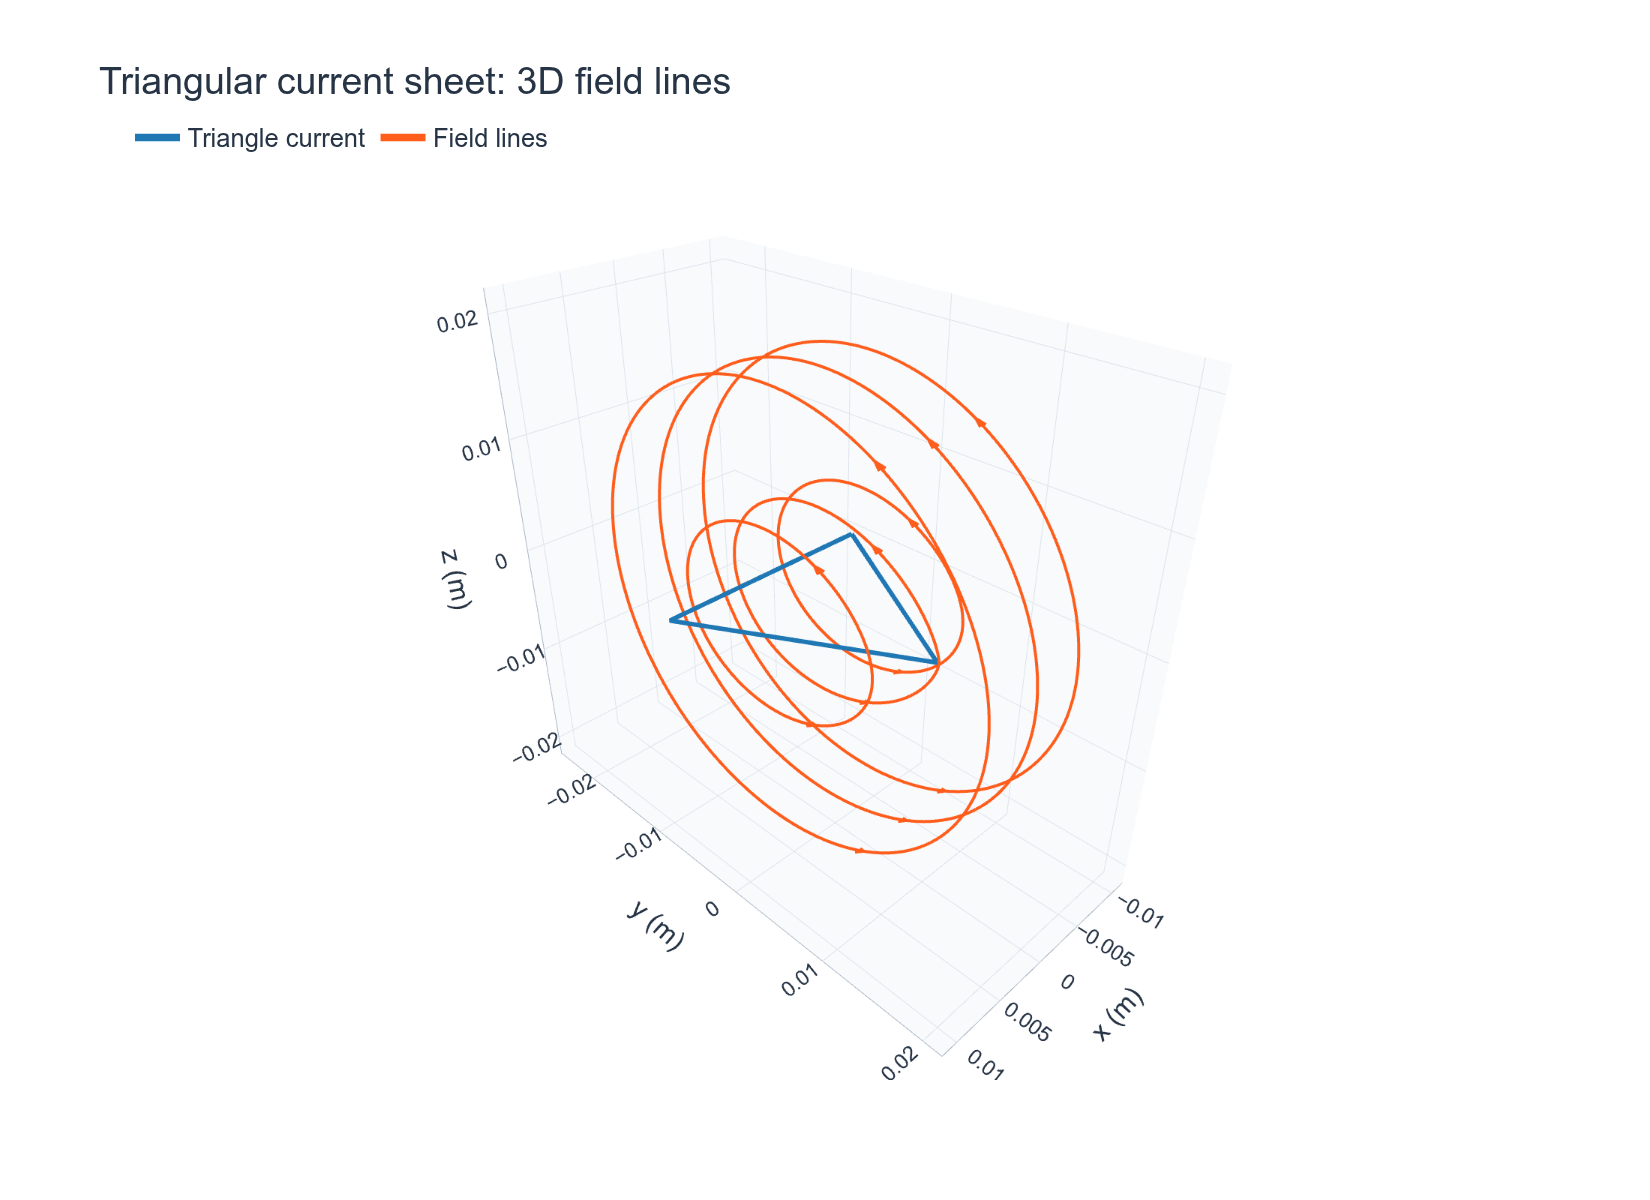 Triangular current sheet: 3D field lines
Triangle current
Field lines
0.02
0.01
0
−0.01
−0.02
z (m)
−0.02
−0.01
0
0.01
0.02
y (m)
−0.01
−0.005
0
0.005
0.01
x (m)